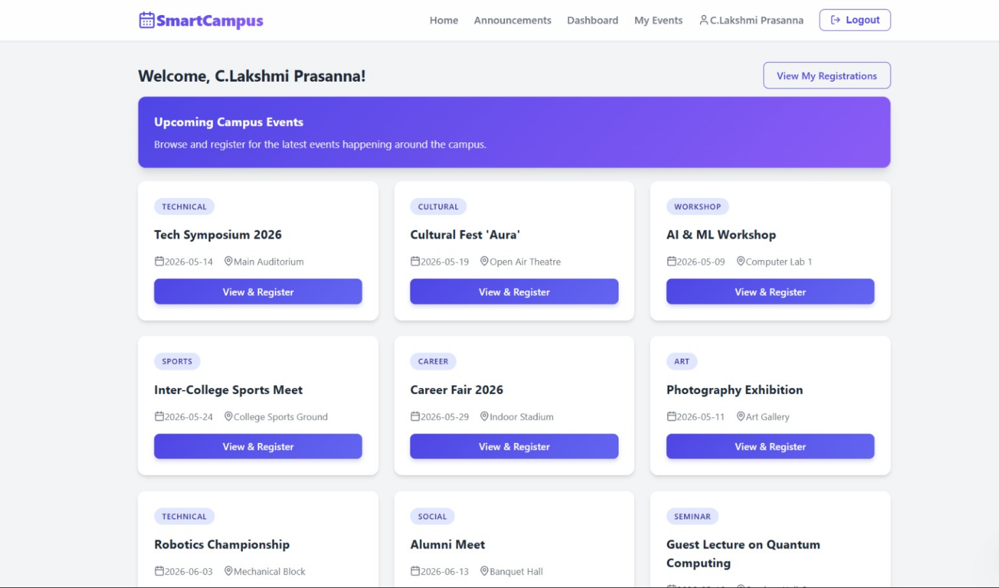 SmartCampus
Home Announcements Dashboard My Events C.Lakshmi Prasanna Logout
Welcome, C.Lakshmi Prasanna!
View My Registrations
Upcoming Campus Events
Browse and register for the latest events happening around the campus.
TECHNICAL
Tech Symposium 2026
2026-05-14 Main Auditorium
View & Register
CULTURAL
Cultural Fest 'Aura'
2026-05-19 Open Air Theatre
View & Register
WORKSHOP
AI & ML Workshop
2026-05-09 Computer Lab 1
View & Register
SPORTS
Inter-College Sports Meet
2026-05-24 College Sports Ground
View & Register
CAREER
Career Fair 2026
2026-05-29 Indoor Stadium
View & Register
ART
Photography Exhibition
2026-05-11 Art Gallery
View & Register
TECHNICAL
Robotics Championship
2026-06-03 Mechanical Block
SOCIAL
Alumni Meet
2026-06-13 Banquet Hall
SEMINAR
Guest Lecture on Quantum
Computing